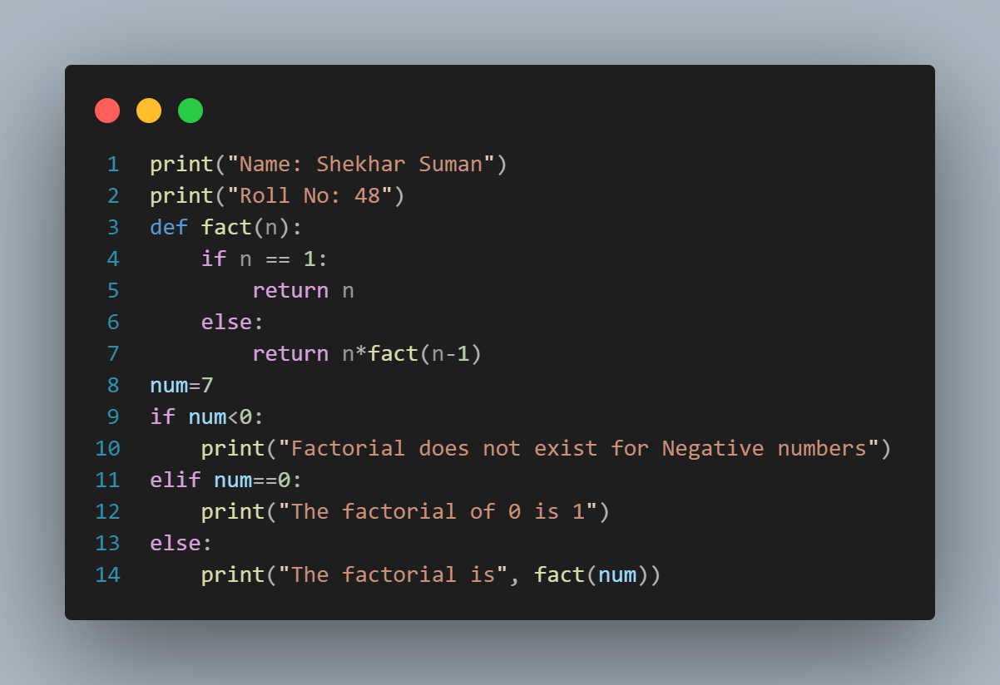 1 print("Name: Shekhar Suman")
2 print("Roll No: 48")
3 def fact(n):
4     if n == 1:
5         return n
6     else:
7         return n*fact(n-1)
8 num=7
9 if num<0:
10     print("Factorial does not exist for Negative numbers")
11 elif num==0:
12     print("The factorial of 0 is 1")
13 else:
14     print("The factorial is", fact(num))